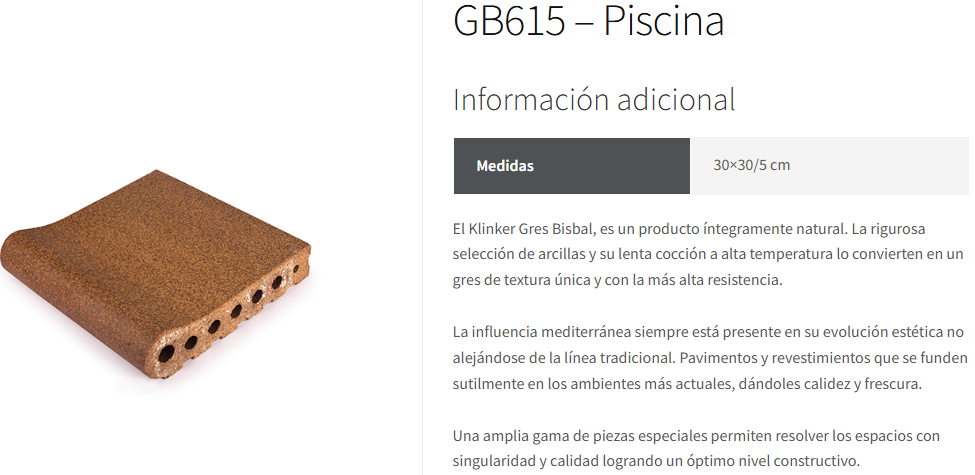 GB615 – Piscina
Información adicional
Medidas
30×30/5 cm
El Klinker Gres Bisbal, es un producto íntegramente natural. La rigurosa
selección de arcillas y su lenta cocción a alta temperatura lo convierten en un
gres de textura única y con la más alta resistencia.
La influencia mediterránea siempre está presente en su evolución estética no
alejándose de la línea tradicional. Pavimentos y revestimientos que se funden
sutilmente en los ambientes más actuales, dándoles calidez y frescura.
Una amplia gama de piezas especiales permiten resolver los espacios con
singularidad y calidad logrando un óptimo nivel constructivo.